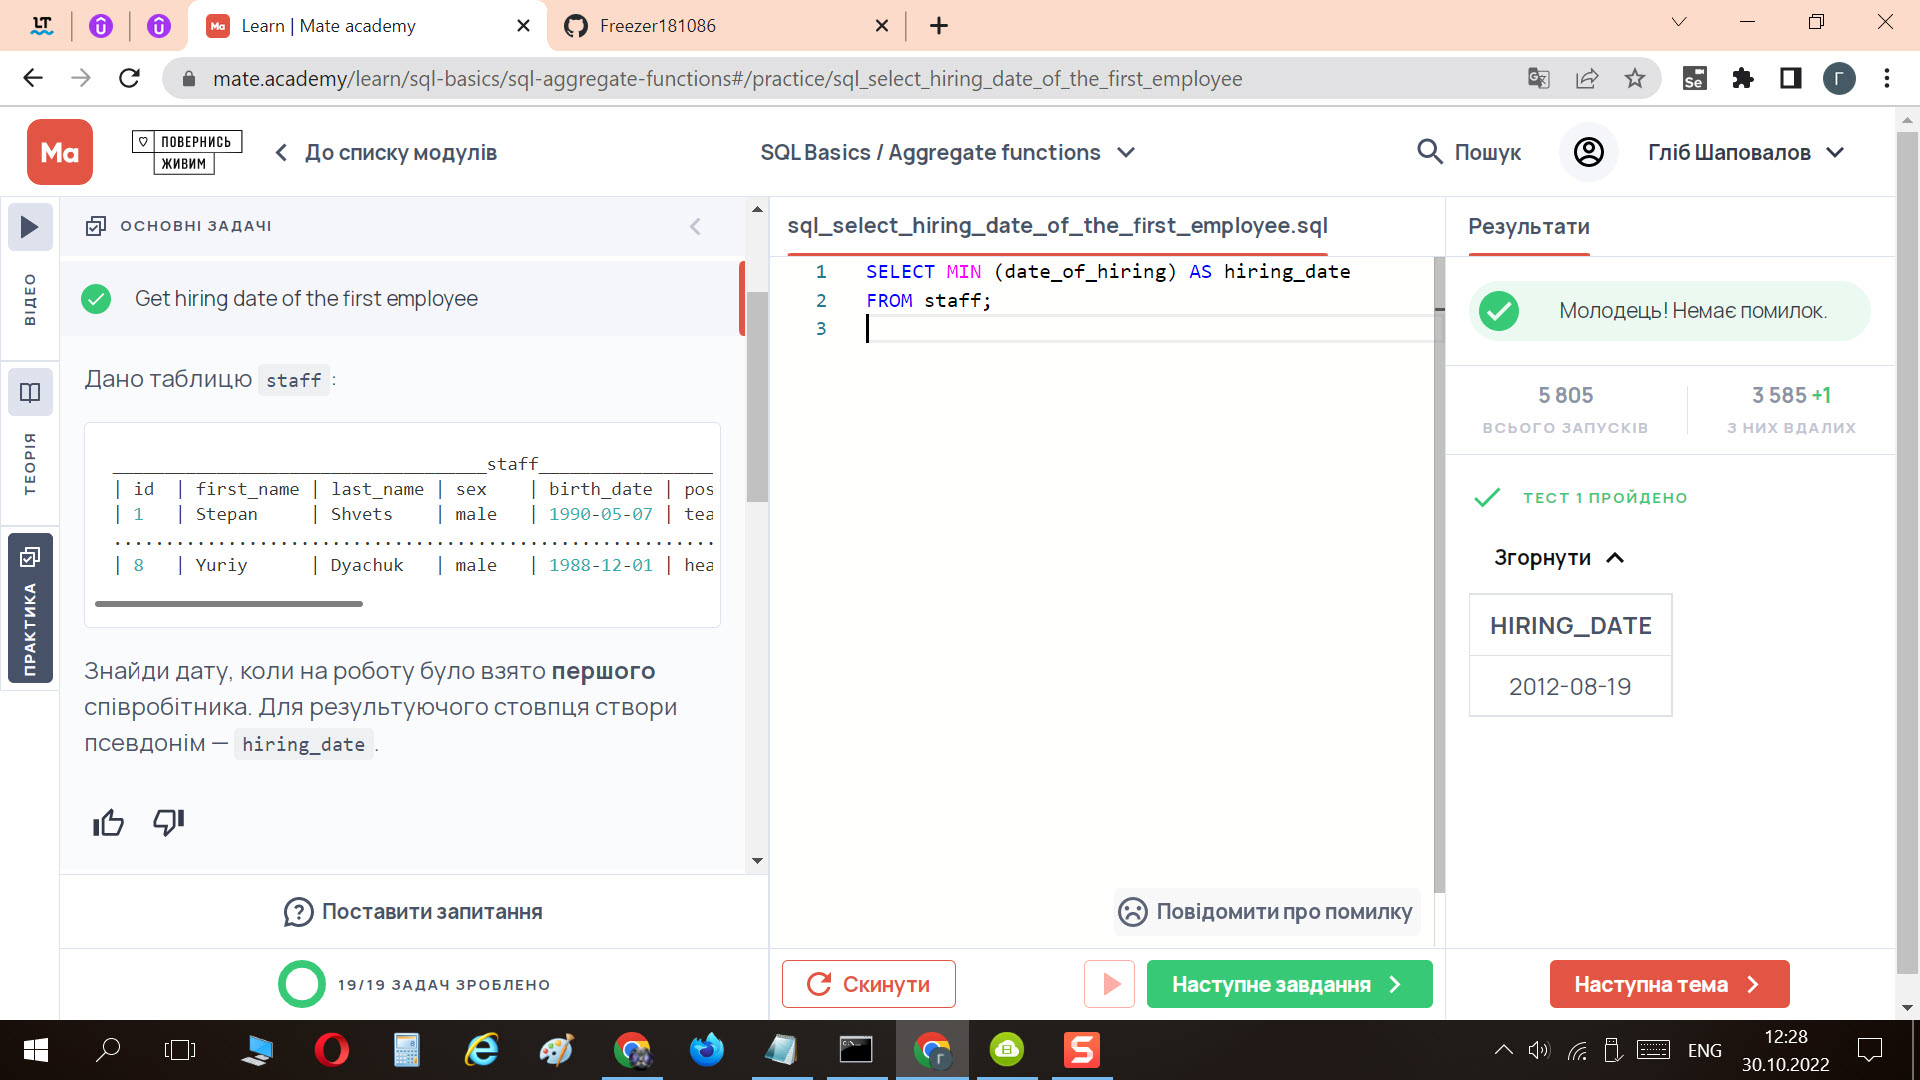 Learn | Mate academy
Freezer181086
mate.academy/learn/sql-basics/sql-aggregate-functions#/practice/sql_select_hiring_date_of_the_first_employee
Se
Г
Ma
ПОВЕРНИСЬ
ЖИВИМ
До списку модулів
SQL Basics / Aggregate functions
Пошук
Гліб Шаповалов
ВІДЕО
ТЕОРІЯ
ПРАКТИКА
ОСНОВНІ ЗАДАЧІ
Get hiring date of the first employee
Дано таблицю staff :
____________________________________staff_________________
| id | first_name | last_name | sex | birth_date | pos
| 1 | Stepan | Shvets | male | 1990-05-07 | tea
..........................................................
| 8 | Yuriy | Dyachuk | male | 1988-12-01 | hea
Знайди дату, коли на роботу було взято першого
співробітника. Для результуючого стовпця створи
псевдонім — hiring_date .
Поставити запитання
19/19 ЗАДАЧ ЗРОБЛЕНО
sql_select_hiring_date_of_the_first_employee.sql
1 SELECT MIN (date_of_hiring) AS hiring_date
2 FROM staff;
3
Повідомити про помилку
Скинути
Наступне завдання
Результати
Молодець! Немає помилок.
5 805
ВСЬОГО ЗАПУСКІВ
3 585 +1
З НИХ ВДАЛИХ
ТЕСТ 1 ПРОЙДЕНО
Згорнути
HIRING_DATE
2012-08-19
Наступна тема
ENG
12:28
30.10.2022